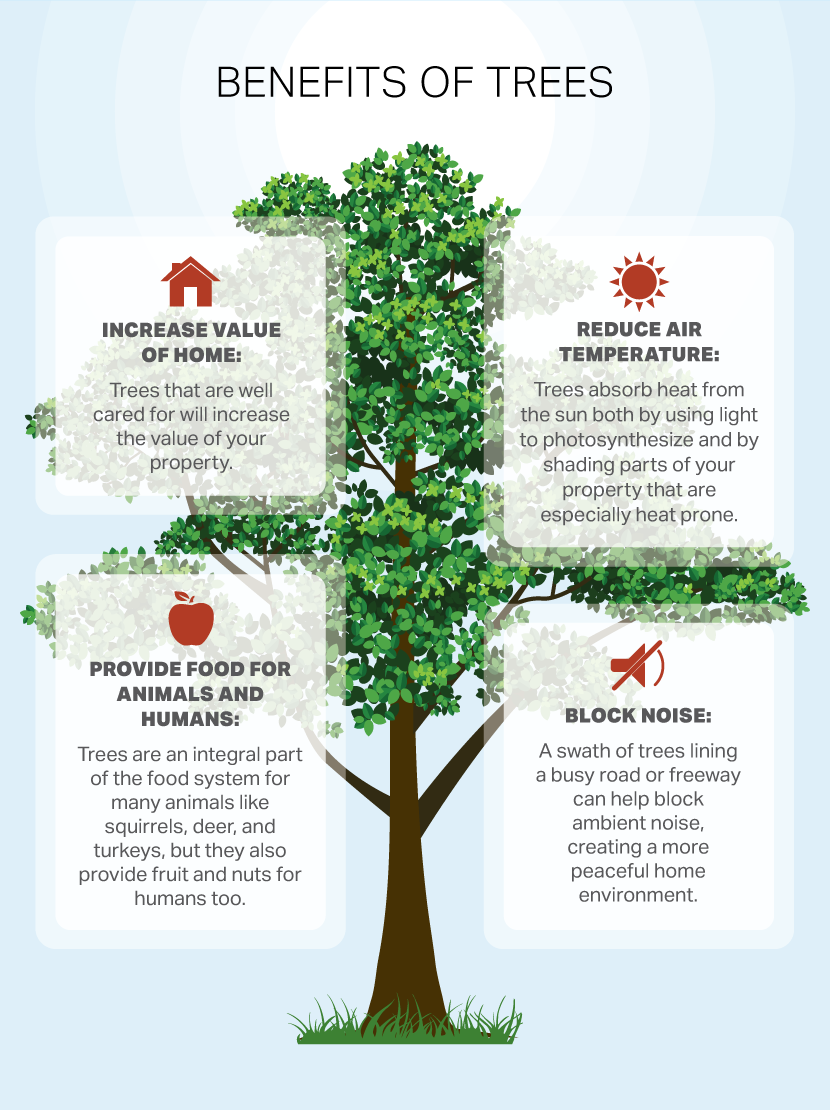 BENEFITS OF TREES
INCREASE VALUE
OF HOME:
Trees that are well
cared for will increase
the value of your
property.
REDUCE AIR
TEMPERATURE:
Trees absorb heat from
the sun both by using light
to photosynthesize and by
shading parts of your
property that are
especially heat prone.
PROVIDE FOOD FOR
ANIMALS AND
HUMANS:
Trees are an integral part
of the food system for
many animals like
squirrels, deer, and
turkeys, but they also
provide fruit and nuts for
humans too.
BLOCK NOISE:
A swath of trees lining
a busy road or freeway
can help block
ambient noise,
creating a more
peaceful home
environment.